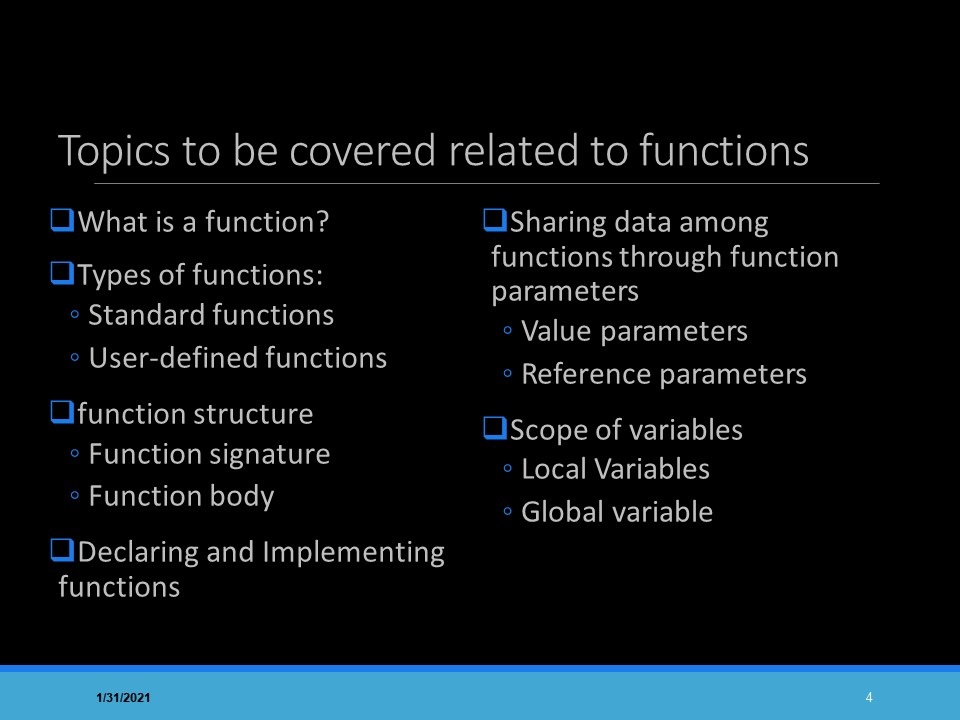 Topics to be covered related to functions
❑What is a function?
❑Types of functions:
◦ Standard functions
◦ User-defined functions
❑function structure
◦ Function signature
◦ Function body
❑Declaring and Implementing
functions
❑Sharing data among
functions through function
parameters
◦ Value parameters
◦ Reference parameters
❑Scope of variables
◦ Local Variables
◦ Global variable
1/31/2021
4